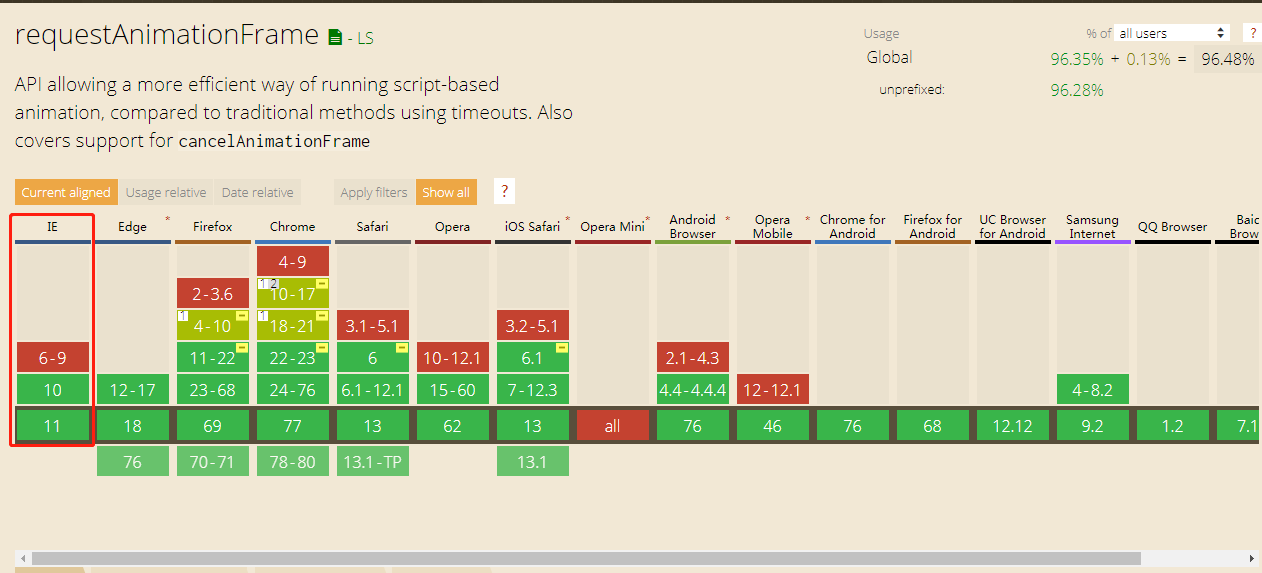 requestAnimationFrame - LS
Usage % of all users ?
Global 96.35% + 0.13% = 96.48%
unprefixed: 96.28%
API allowing a more efficient way of running script-based
animation, compared to traditional methods using timeouts. Also
covers support for cancelAnimationFrame
Current aligned Usage relative Date relative Apply filters Show all ?
IE Edge * Firefox Chrome Safari Opera iOS Safari * Opera Mini * Android Browser * Opera Mobile * Chrome for Android Firefox for Android UC Browser for Android Samsung Internet QQ Browser Baid Brow
4-9
2-3.6 1 2 10-17
1 4-10 1 18-21 3.1-5.1 3.2-5.1
6-9 11-22 22-23 6 10-12.1 6.1 2.1-4.3
10 12-17 23-68 24-76 6.1-12.1 15-60 7-12.3 4.4-4.4.4 12-12.1 4-8.2
11 18 69 77 13 62 13 all 76 46 76 68 12.12 9.2 1.2 7.1
76 70-71 78-80 13.1-TP 13.1